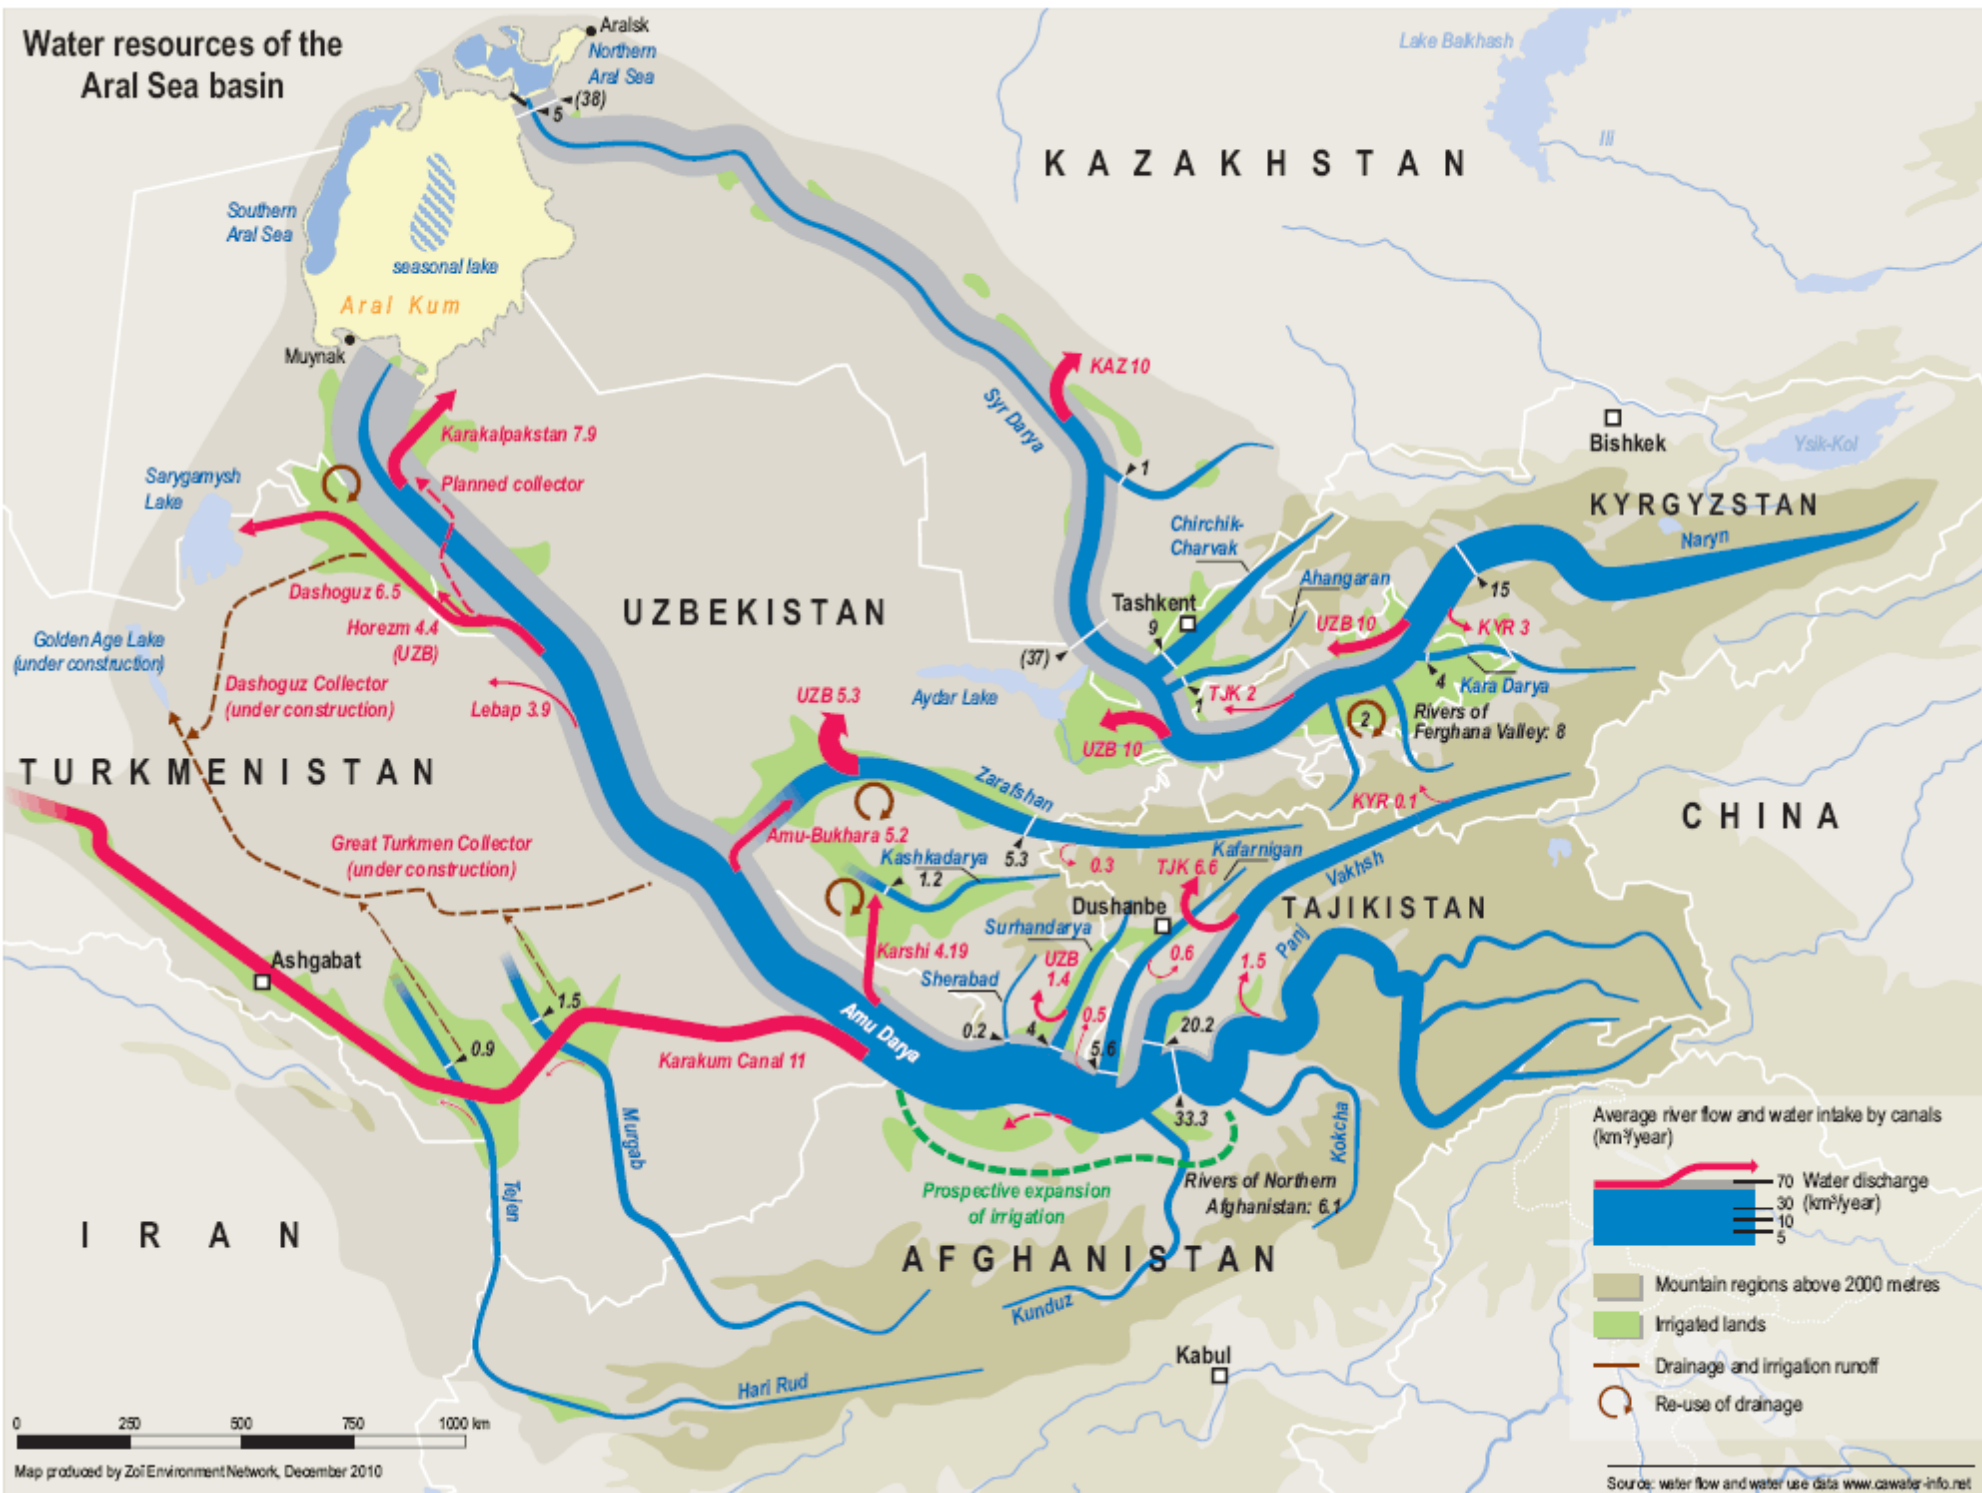 Water resources of the
Aral Sea basin
Aralsk
Northern
Aral Sea
(38)
5
Lake Balkhash
Ili
KAZAKHSTAN
Southern
Aral Sea
seasonal lake
Aral Kum
Muynak
KAZ 10
Syr Darya
1
Karakalpakstan 7.9
Planned collector
Sarygamysh
Lake
Bishkek
Ysik-Kol
KYRGYZSTAN
Naryn
15
Chirchik-
Charvak
Ahangaran
Tashkent
9
UZB 10
KYR 3
Dashoguz 6.5
Horezm 4.4
(UZB)
UZBEKISTAN
(37)
4
Kara Darya
Golden Age Lake
(under construction)
Dashoguz Collector
(under construction)
Lebap 3.9
UZB 5.3
Aydar Lake
1
TJK 2
2
Rivers of
Ferghana Valley: 8
UZB 10
TURKMENISTAN
Zarafshan
KYR 0.1
CHINA
Great Turkmen Collector
(under construction)
Amu-Bukhara 5.2
Kashkadarya
1.2
5.3
0.3
Kafarnigan
TJK 6.6
Vakhsh
Dushanbe
TAJIKISTAN
Surhandarya
Panj
Ashgabat
Karshi 4.19
Sherabad
UZB
1.4
0.6
1.5
1.5
Amu Darya
0.2
4
0.5
5.6
20.2
0.9
Karakum Canal 11
33.3
Kokcha
Murgab
Tejen
Prospective expansion
of irrigation
Rivers of Northern
Afghanistan: 6.1
IRAN
AFGHANISTAN
Kunduz
Kabul
Hari Rud
Average river flow and water intake by canals
(km³/year)
70 Water discharge
30 (km³/year)
10
5
Mountain regions above 2000 metres
Irrigated lands
Drainage and irrigation runoff
Re-use of drainage
0 250 500 750 1000 km
Map produced by Zoï Environment Network, December 2010
Source: water flow and water use data www.cawater-info.net